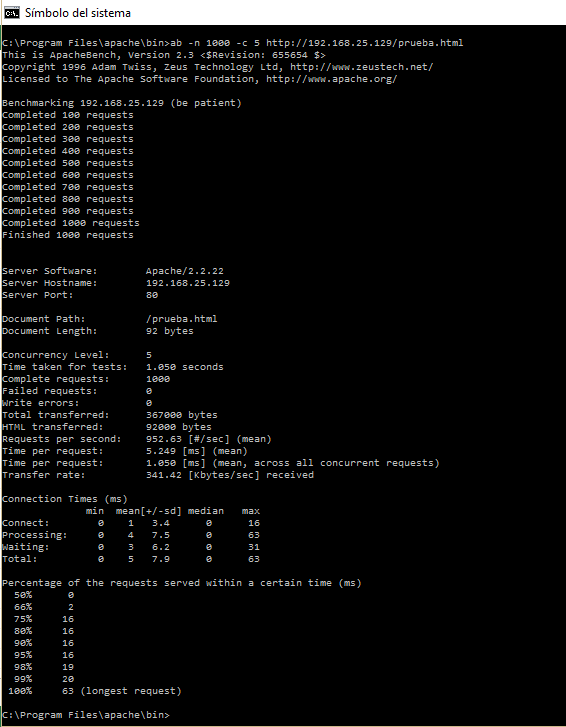 Símbolo del sistema
C:\Program Files\apache\bin>ab -n 1000 -c 5 http://192.168.25.129/prueba.html
This is ApacheBench, Version 2.3 <$Revision: 655654 $>
Copyright 1996 Adam Twiss, Zeus Technology Ltd, http://www.zeustech.net/
Licensed to The Apache Software Foundation, http://www.apache.org/

Benchmarking 192.168.25.129 (be patient)
Completed 100 requests
Completed 200 requests
Completed 300 requests
Completed 400 requests
Completed 500 requests
Completed 600 requests
Completed 700 requests
Completed 800 requests
Completed 900 requests
Completed 1000 requests
Finished 1000 requests

Server Software:        Apache/2.2.22
Server Hostname:        192.168.25.129
Server Port:            80

Document Path:          /prueba.html
Document Length:        92 bytes

Concurrency Level:      5
Time taken for tests:   1.050 seconds
Complete requests:      1000
Failed requests:        0
Write errors:           0
Total transferred:      367000 bytes
HTML transferred:       92000 bytes
Requests per second:    952.63 [#/sec] (mean)
Time per request:       5.249 [ms] (mean)
Time per request:       1.050 [ms] (mean, across all concurrent requests)
Transfer rate:          341.42 [Kbytes/sec] received

Connection Times (ms)
              min  mean[+/-sd] median   max
Connect:        0    1   3.4      0      16
Processing:     0    4   7.5      0      63
Waiting:        0    3   6.2      0      31
Total:          0    5   7.9      0      63

Percentage of the requests served within a certain time (ms)
  50%      0
  66%      2
  75%     16
  80%     16
  90%     16
  95%     16
  98%     19
  99%     20
 100%     63 (longest request)

C:\Program Files\apache\bin>